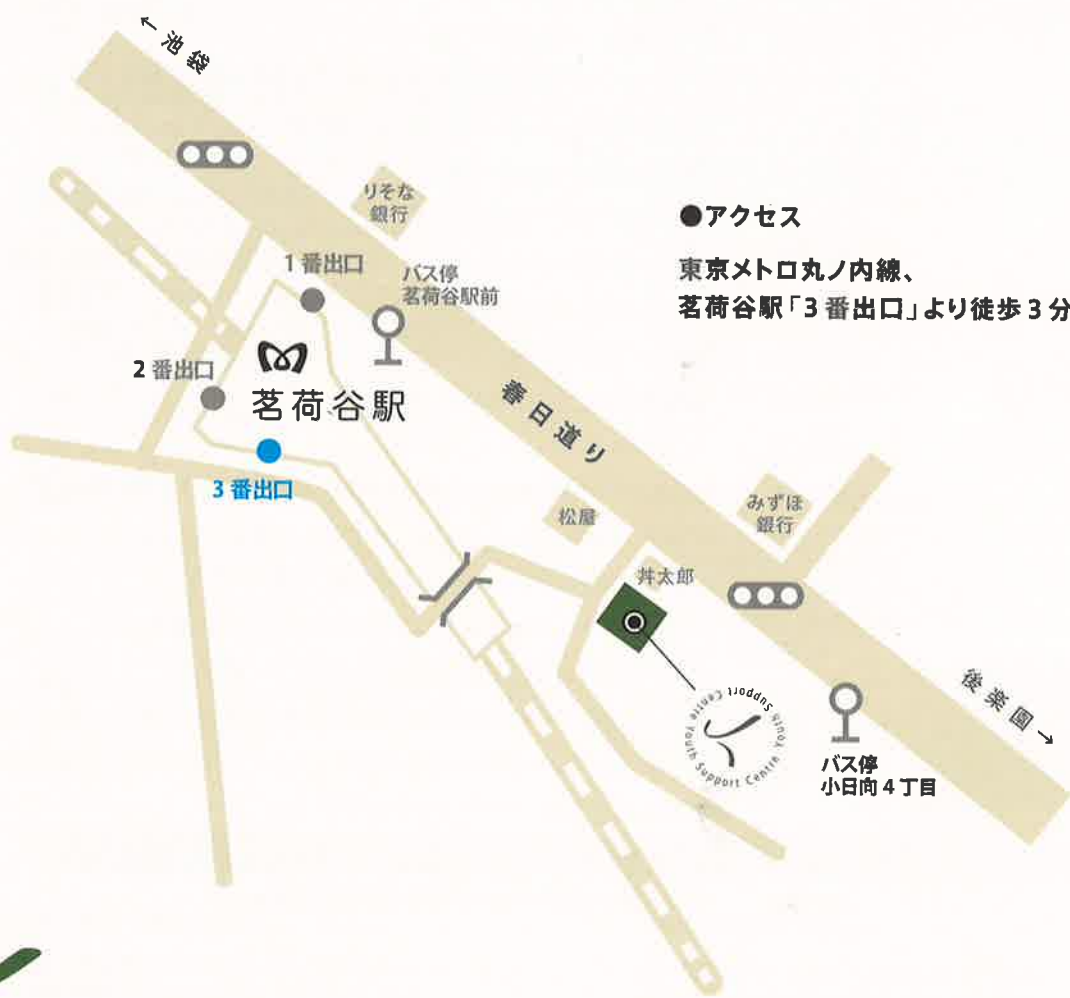 ←池袋
りそな
銀行
●アクセス
東京メトロ丸ノ内線、
茗荷谷駅「3番出口」より徒歩3分
1番出口
バス停
茗荷谷駅前
2番出口
茗荷谷駅
春日通り
3番出口
松屋
みずほ
銀行
丼太郎
後楽園→
Youth Support Centre Youth Support Centre
バス停
小日向4丁目